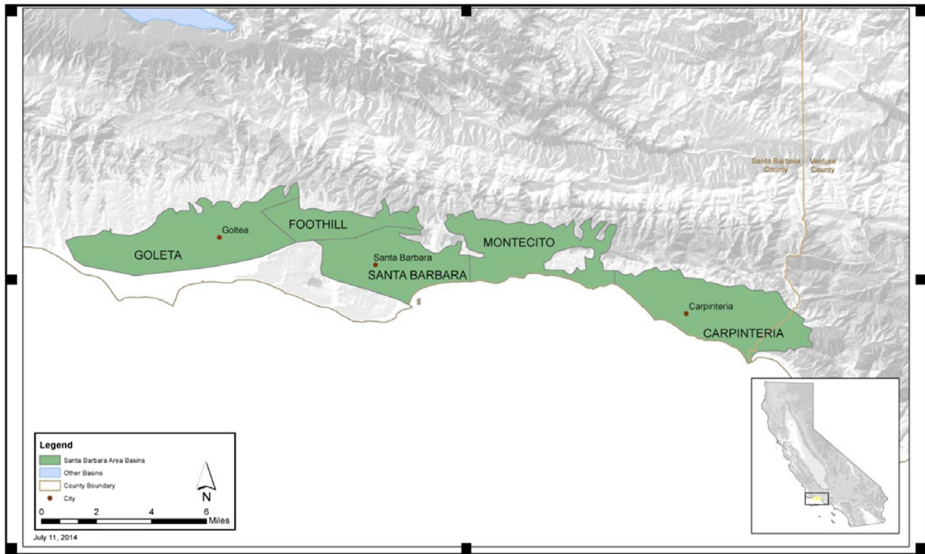 Santa Barbara
County
Ventura
County
FOOTHILL
Goltea
GOLETA
MONTECITO
Santa Barbara
SANTA BARBARA
Carpinteria
CARPINTERIA
Legend
Santa Barbara Area Basins
Other Basins
County Boundary
City
N
0 2 4 6
Miles
July 11, 2014